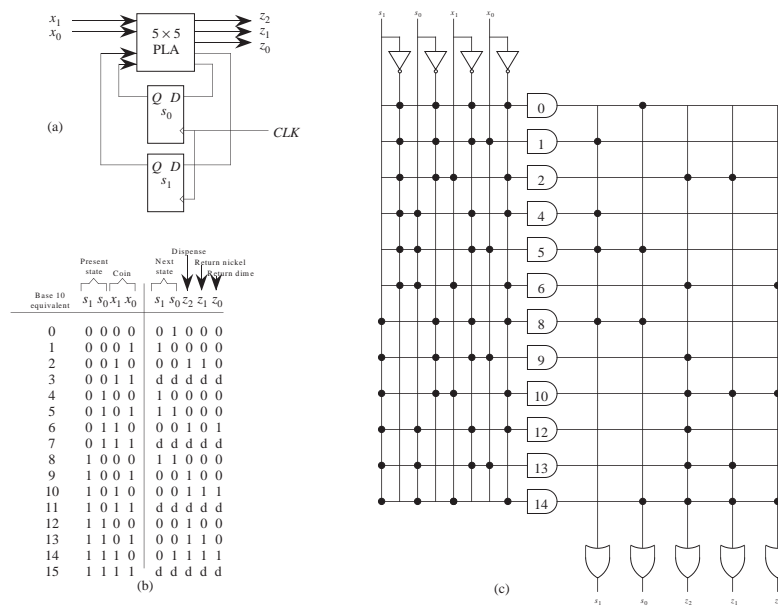 x1
x0
5 × 5
PLA
z2
z1
z0
Q D
s0
(a)
CLK
Q D
s1
Dispense
Return nickel
Return dime
Present
state
Coin
Next
state
Base 10
equivalent
s1 s0 x1 x0 s1 s0 z2 z1 z0
0 0 0 0 0 0 1 0 0 0
1 0 0 0 1 1 0 0 0 0
2 0 0 1 0 0 0 1 1 0
3 0 0 1 1 d d d d d
4 0 1 0 0 1 0 0 0 0
5 0 1 0 1 1 1 0 0 0
6 0 1 1 0 0 0 1 0 1
7 0 1 1 1 d d d d d
8 1 0 0 0 1 1 0 0 0
9 1 0 0 1 0 0 1 0 0
10 1 0 1 0 0 0 1 1 1
11 1 0 1 1 d d d d d
12 1 1 0 0 0 0 1 0 0
13 1 1 0 1 0 0 1 1 0
14 1 1 1 0 0 1 1 1 1
15 1 1 1 1 d d d d d
(b)
s1 s0 x1 x0
0
1
2
4
5
6
8
9
10
12
13
14
s1 s0 z2 z1 z
(c)